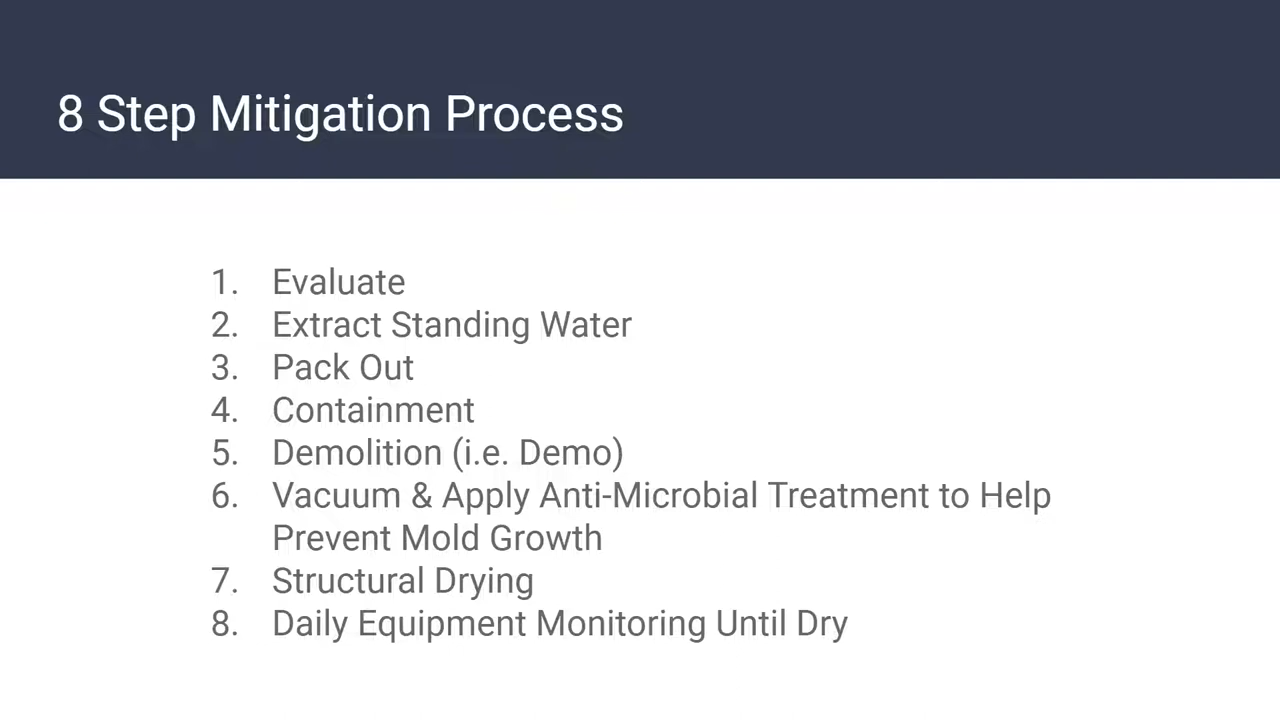 8 Step Mitigation Process
1. Evaluate
2. Extract Standing Water
3. Pack Out
4. Containment
5. Demolition (i.e. Demo)
6. Vacuum & Apply Anti-Microbial Treatment to Help
Prevent Mold Growth
7. Structural Drying
8. Daily Equipment Monitoring Until Dry